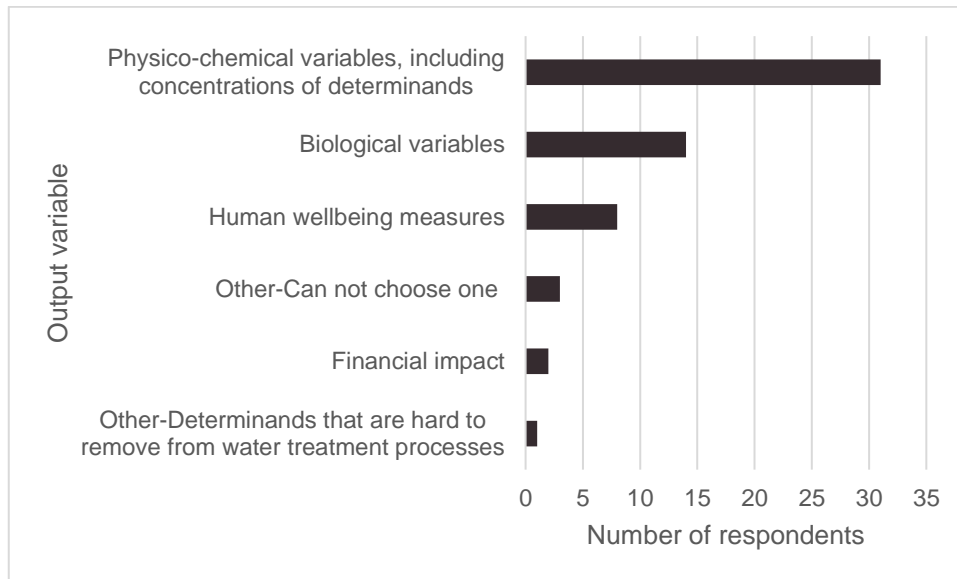 Output variable
Physico-chemical variables, including
concentrations of determinands
Biological variables
Human wellbeing measures
Other-Can not choose one
Financial impact
Other-Determinands that are hard to
remove from water treatment processes
0 5 10 15 20 25 30 35
Number of respondents